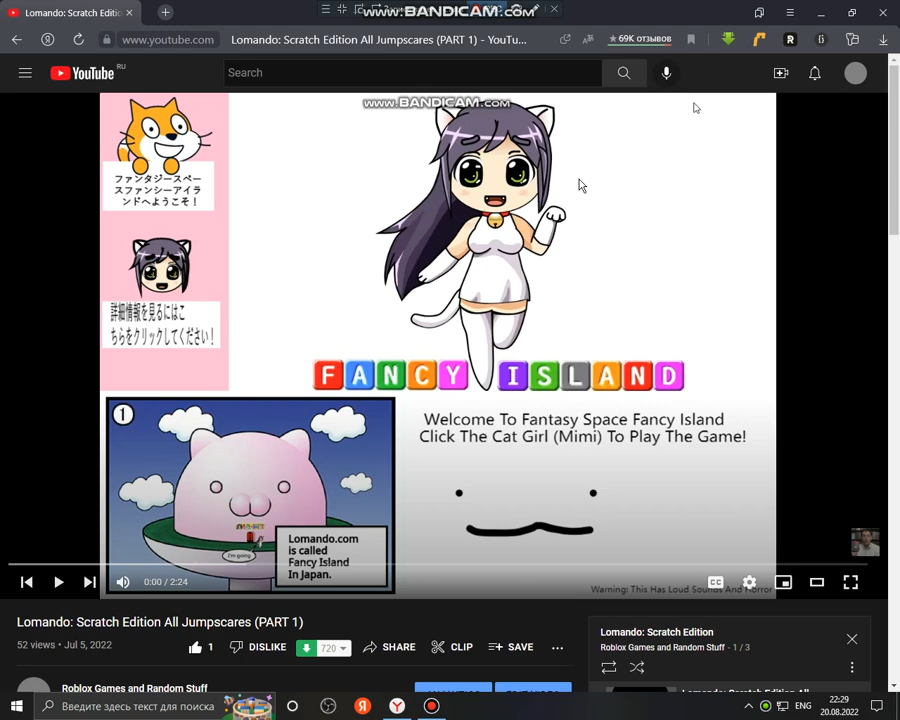 Lomando: Scratch Edition
www.BANDICAM.com
www.youtube.com
Lomando: Scratch Edition All Jumpscares (PART 1) - YouTu...
★ 69K отзывов
YouTube
RU
Search
www.BANDICAM.com
ファンタジースペー
スファンシーアイラ
ンドへようこそ!
詳細情報を見るにはこ
ちらをクリックしてください!
FANCY ISLAND
1
Welcome To Fantasy Space Fancy Island
Click The Cat Girl (Mimi) To Play The Game!
I'm going
Lomando.com
is called
Fancy Island
In Japan.
0:00 / 2:24
CC
Warning: This Has Loud Sounds And Horror
Lomando: Scratch Edition All Jumpscares (PART 1)
52 views • Jul 5, 2022
1
DISLIKE
720
SHARE
CLIP
SAVE
Lomando: Scratch Edition
Roblox Games and Random Stuff - 1 / 3
Roblox Games and Random Stuff
Lomando: Scratch Edition All
Введите здесь текст для поиска
ENG
22:29
20.08.2022